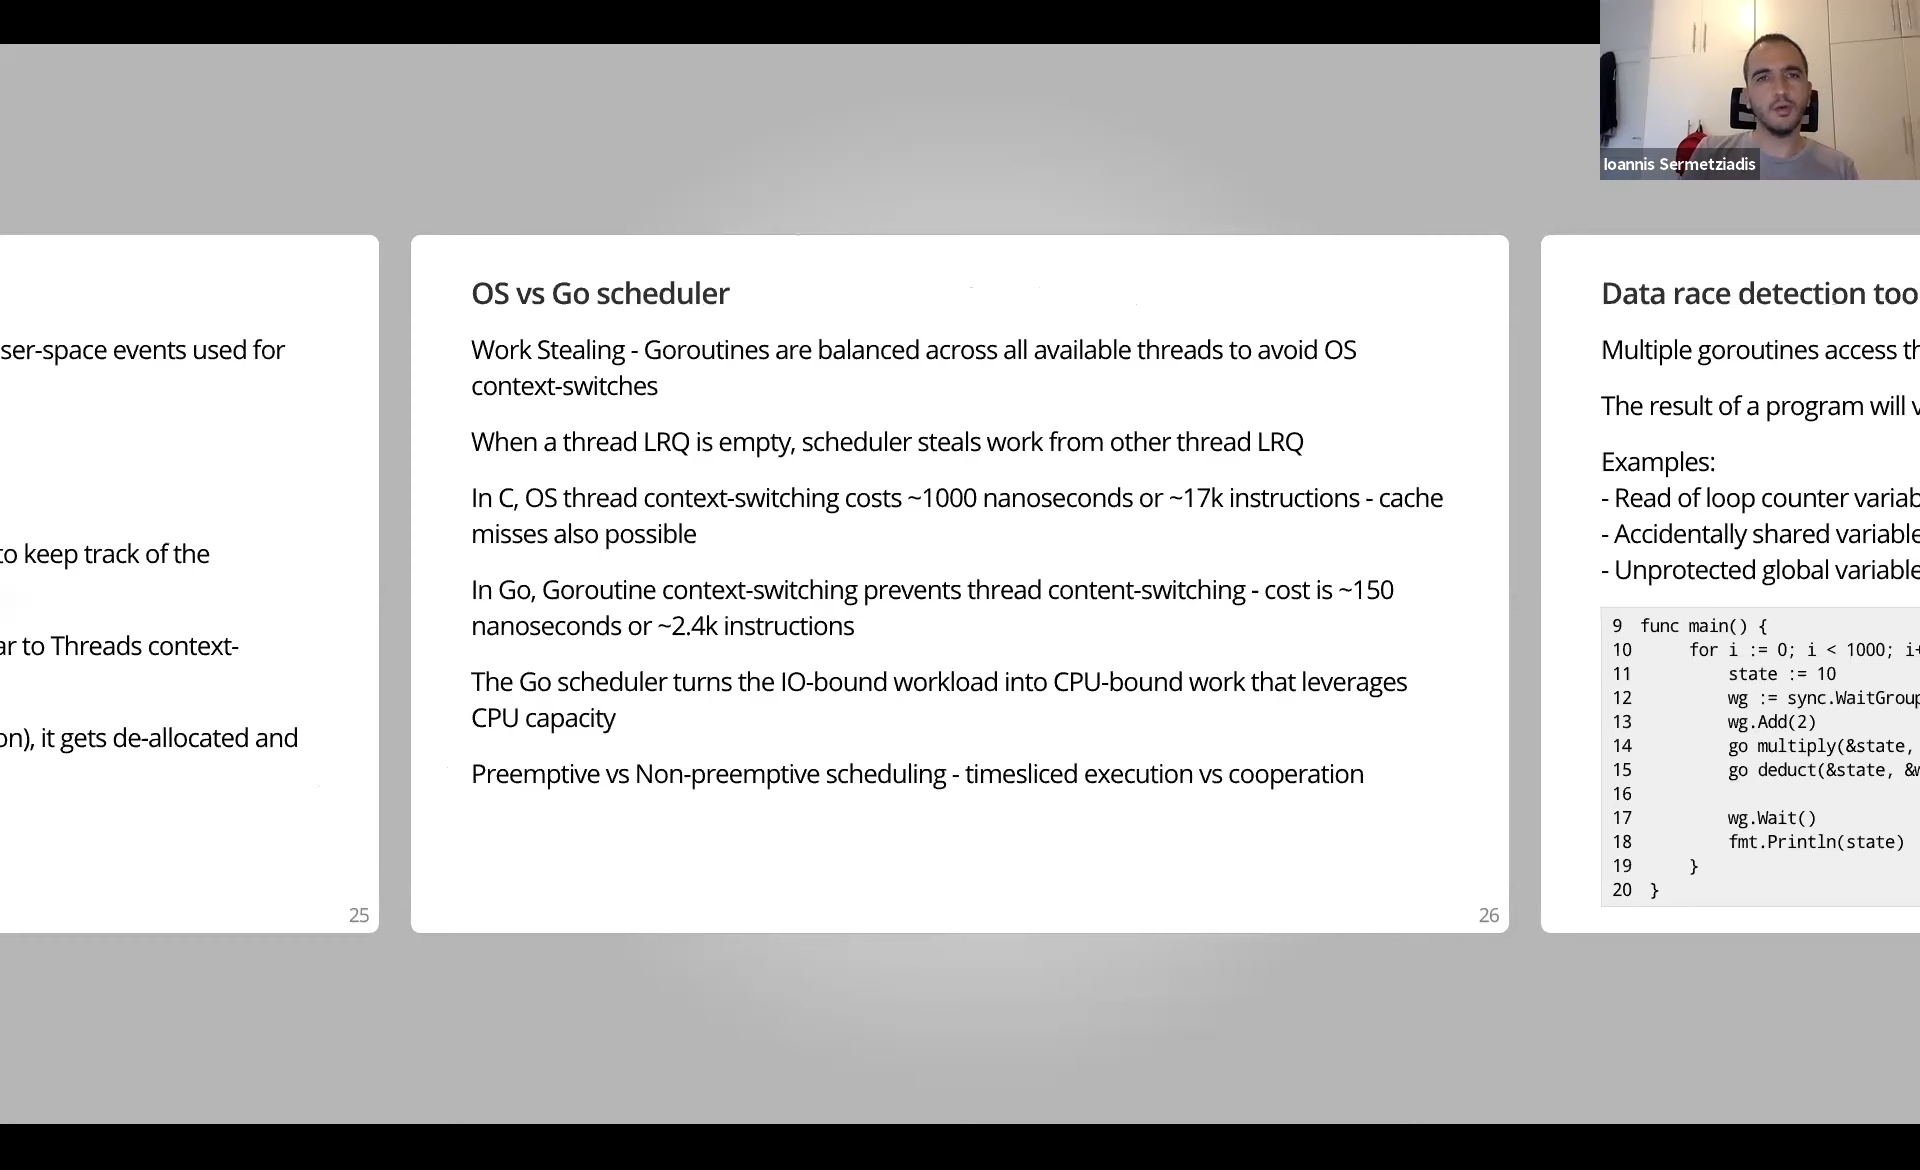 Ioannis Sermetziadis
ser-space events used for
to keep track of the
ar to Threads context-
on), it gets de-allocated and
25
OS vs Go scheduler
Work Stealing - Goroutines are balanced across all available threads to avoid OS
context-switches
When a thread LRQ is empty, scheduler steals work from other thread LRQ
In C, OS thread context-switching costs ~1000 nanoseconds or ~17k instructions - cache
misses also possible
In Go, Goroutine context-switching prevents thread content-switching - cost is ~150
nanoseconds or ~2.4k instructions
The Go scheduler turns the IO-bound workload into CPU-bound work that leverages
CPU capacity
Preemptive vs Non-preemptive scheduling - timesliced execution vs cooperation
26
Data race detection too
Multiple goroutines access th
The result of a program will v
Examples:
- Read of loop counter variab
- Accidentally shared variable
- Unprotected global variable
9 func main() {
10 for i := 0; i < 1000; i+
11 state := 10
12 wg := sync.WaitGroup
13 wg.Add(2)
14 go multiply(&state,
15 go deduct(&state, &w
16
17 wg.Wait()
18 fmt.Println(state)
19 }
20 }